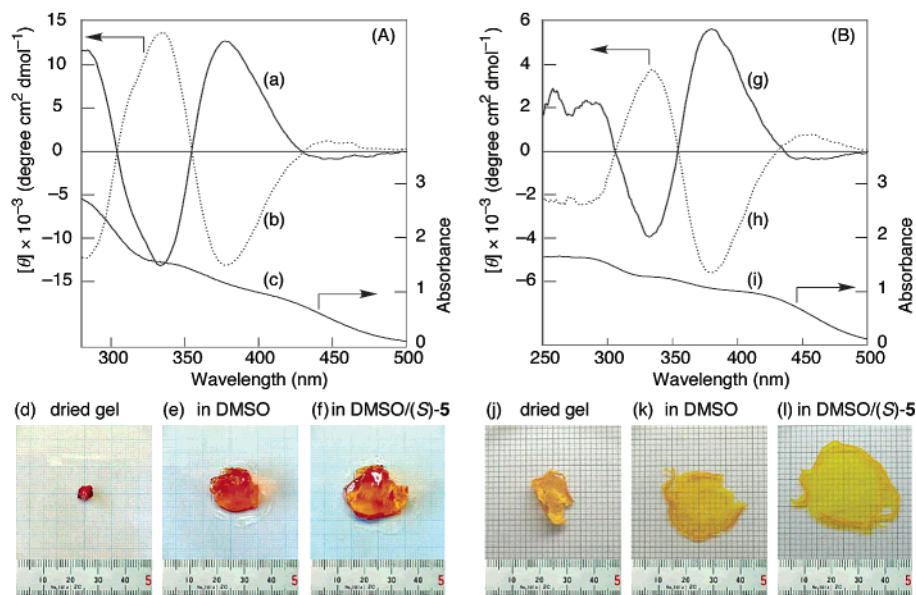 (A)
[θ] × 10⁻³ (degree cm² dmol⁻¹)
15
10
5
0
−5
−10
−15
(a)
(b)
(c)
3
2
1
0
Absorbance
300 350 400 450 500
Wavelength (nm)
(B)
[θ] × 10⁻³ (degree cm² dmol⁻¹)
6
4
2
0
−2
−4
−6
(g)
(h)
(i)
3
2
1
0
Absorbance
250 300 350 400 450 500
Wavelength (nm)
(d) dried gel
(e) in DMSO
(f) in DMSO/(S)-5
(j) dried gel
(k) in DMSO
(l) in DMSO/(S)-5
10 20 30 40 5
10 20 30 40 5
10 20 30 40 5
10 20 30 40 5
10 20 30 40 5
10 20 30 40 5